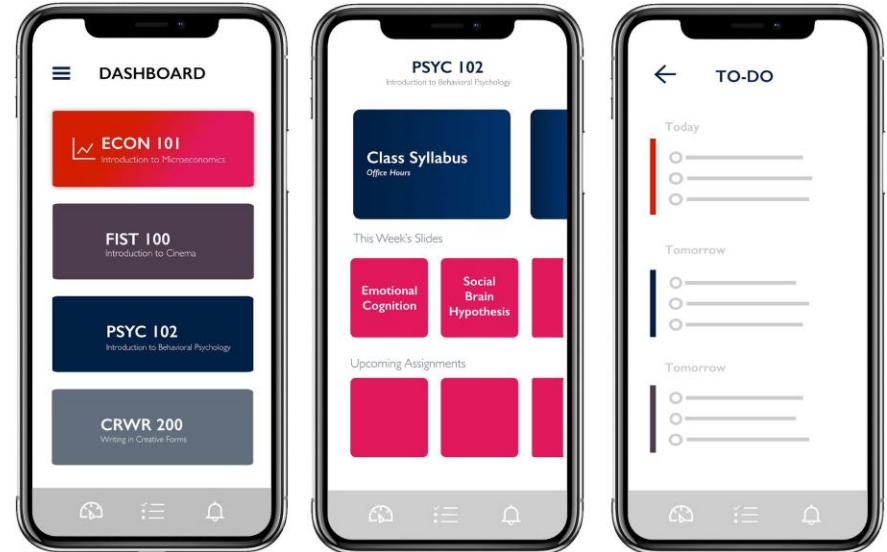 DASHBOARD
ECON 101
Introduction to Microeconomics
FIST 100
Introduction to Cinema
PSYC 102
Introduction to Behavioral Psychology
CRWR 200
Writing in Creative Forms
PSYC 102
Introduction to Behavioral Psychology
Class Syllabus
Office Hours
This Week's Slides
Emotional
Cognition
Social
Brain
Hypothesis
Upcoming Assignments
TO-DO
Today
Tomorrow
Tomorrow